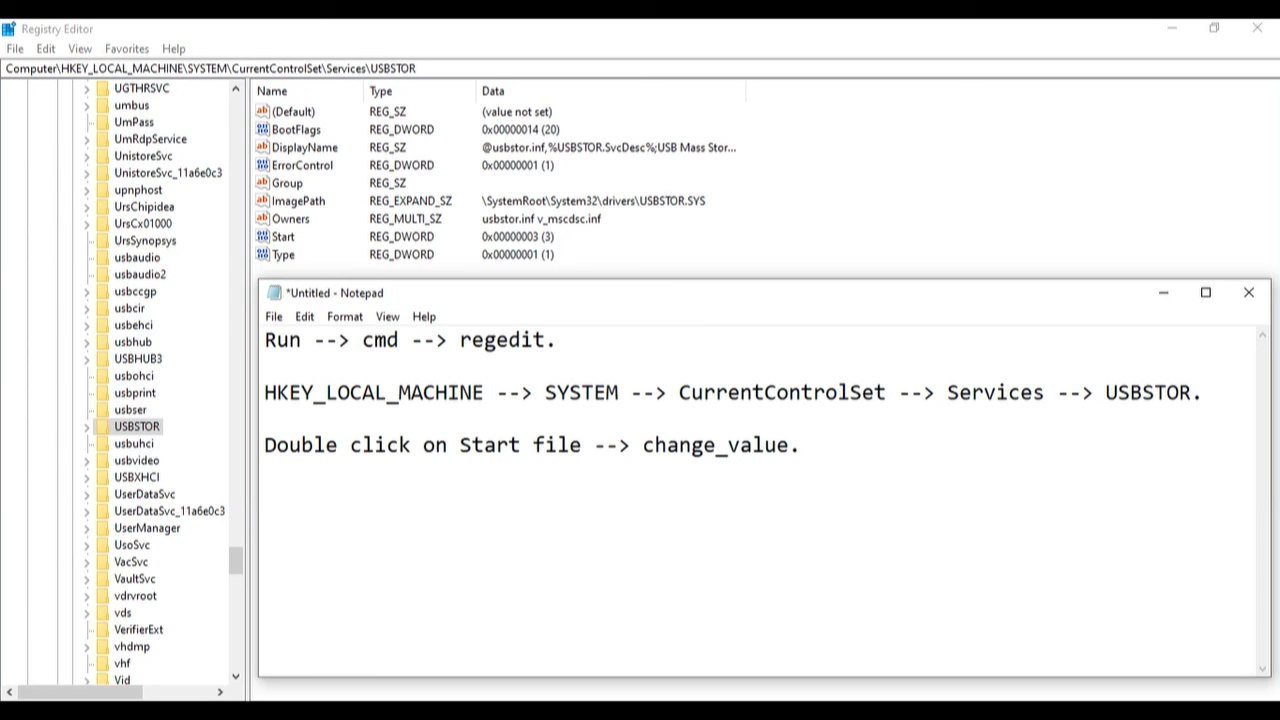 Registry Editor
File Edit View Favorites Help
Computer\HKEY_LOCAL_MACHINE\SYSTEM\CurrentControlSet\Services\USBSTOR
UGTHRSVC
umbus
UmPass
UmRdpService
UnistoreSvc
UnistoreSvc_11a6e0c3
upnphost
UrsChipidea
UrsCx01000
UrsSynopsys
usbaudio
usbaudio2
usbccgp
usbcir
usbehci
usbhub
USBHUB3
usbohci
usbprint
usbser
USBSTOR
usbuhci
usbvideo
USBXHCI
UserDataSvc
UserDataSvc_11a6e0c3
UserManager
UsoSvc
VacSvc
VaultSvc
vdrvroot
vds
VerifierExt
vhdmp
vhf
Vid
Name Type Data
(Default) REG_SZ (value not set)
BootFlags REG_DWORD 0x00000014 (20)
DisplayName REG_SZ @usbstor.inf,%USBSTOR.SvcDesc%;USB Mass Stor...
ErrorControl REG_DWORD 0x00000001 (1)
Group REG_SZ
ImagePath REG_EXPAND_SZ \SystemRoot\System32\drivers\USBSTOR.SYS
Owners REG_MULTI_SZ usbstor.inf v_mscdsc.inf
Start REG_DWORD 0x00000003 (3)
Type REG_DWORD 0x00000001 (1)
*Untitled - Notepad
File Edit Format View Help
Run --> cmd --> regedit.
HKEY_LOCAL_MACHINE --> SYSTEM --> CurrentControlSet --> Services --> USBSTOR.
Double click on Start file --> change_value.